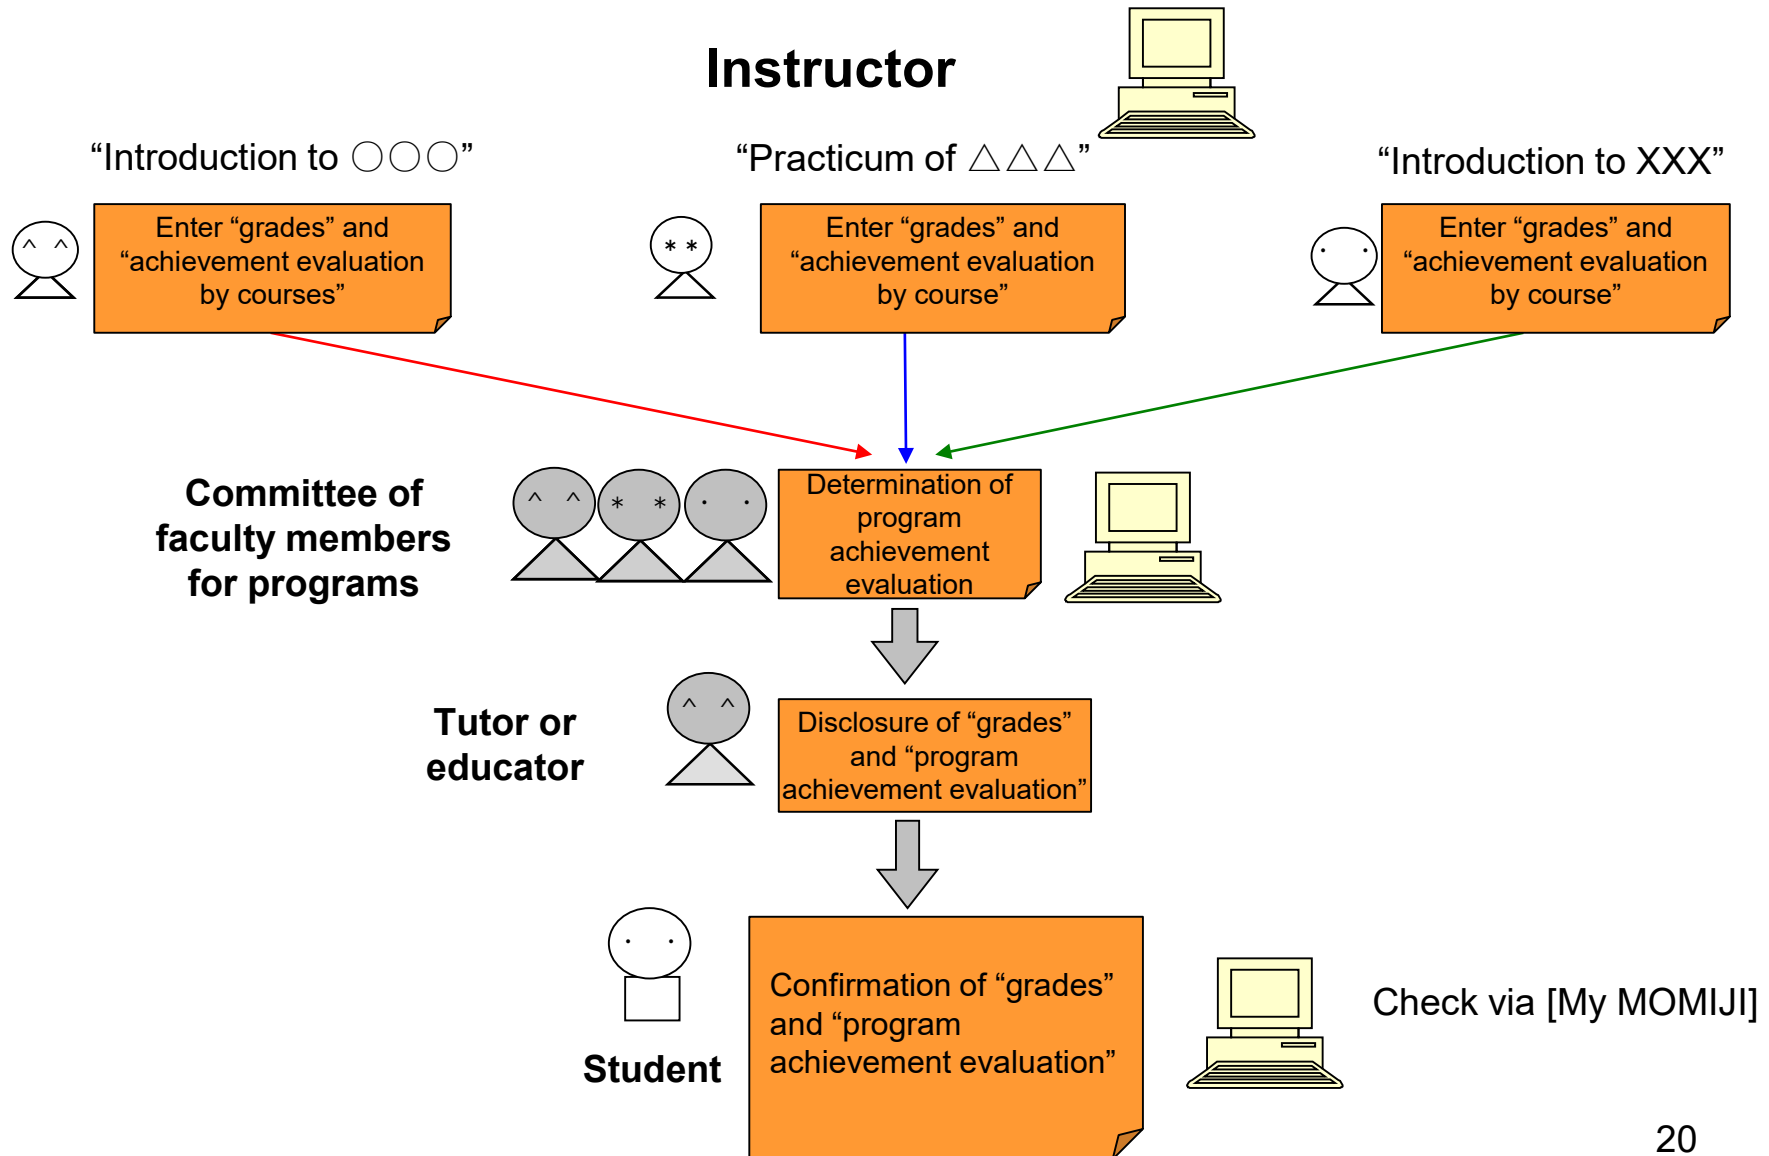 Instructor
“Introduction to ○○○”
“Practicum of △△△”
“Introduction to XXX”
Enter “grades” and
“achievement evaluation
by courses”
Enter “grades” and
“achievement evaluation
by course”
Enter “grades” and
“achievement evaluation
by course”
Committee of
faculty members
for programs
Determination of
program
achievement
evaluation
Tutor or
educator
Disclosure of “grades”
and “program
achievement evaluation”
Student
Confirmation of “grades”
and “program
achievement evaluation”
Check via [My MOMIJI]
20